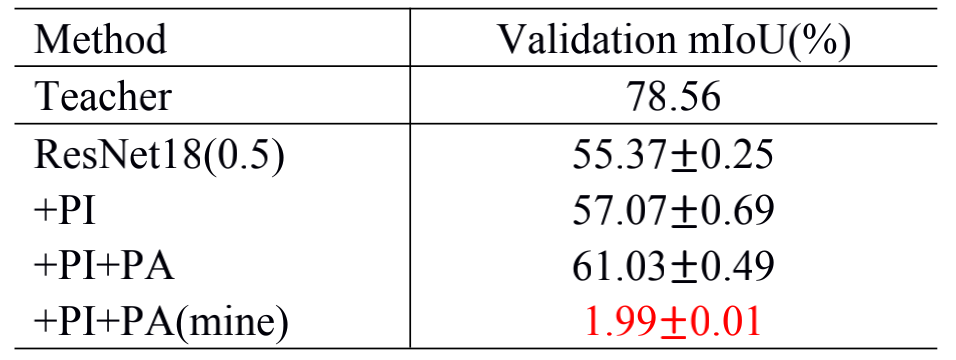 Method Validation mIoU(%)
Teacher 78.56
ResNet18(0.5) 55.37±0.25
+PI 57.07±0.69
+PI+PA 61.03±0.49
+PI+PA(mine) 1.99±0.01